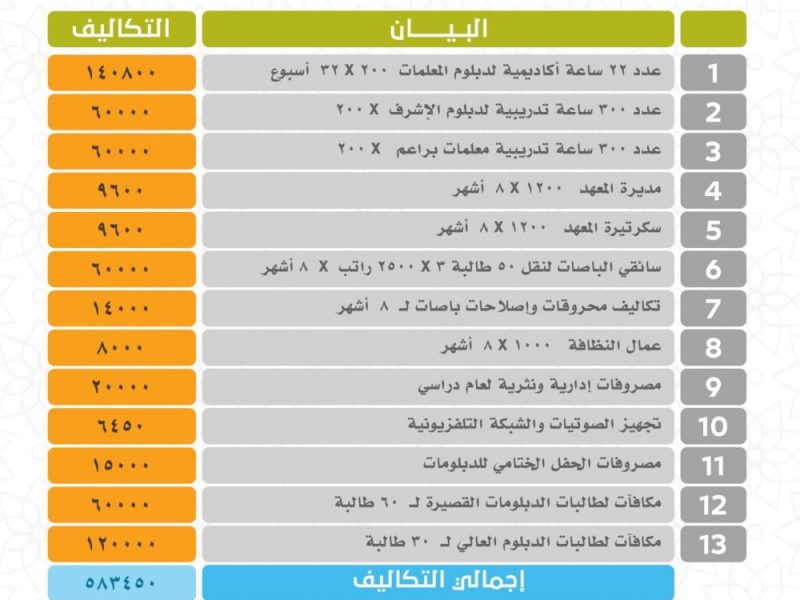 البيان التكاليف
1 عدد ٢٢ ساعة أكاديمية لدبلوم المعلمات ٢٠٠ X ٣٢ أسبوع ١٤٠٨٠٠
2 عدد ٣٠٠ ساعة تدريبية لدبلوم الإشرف X ٢٠٠ ٦٠٠٠٠
3 عدد ٣٠٠ ساعة تدريبية معلمات براعم X ٢٠٠ ٦٠٠٠٠
4 مديرة المعهد ١٢٠٠ X ٨ أشهر ٩٦٠٠
5 سكرتيرة المعهد ١٢٠٠ X ٨ أشهر ٩٦٠٠
6 سائقي الباصات لنقل ٥٠ طالبة ٣ X ٢٥٠٠ راتب X ٨ أشهر ٦٠٠٠٠
7 تكاليف محروقات وإصلاحات باصات لـ ٨ أشهر ١٤٠٠٠
8 عمال النظافة ١٠٠٠ X ٨ أشهر ٨٠٠٠
9 مصروفات إدارية ونثرية لعام دراسي ٢٠٠٠٠
10 تجهيز الصوتيات والشبكة التلفزيونية ٦٤٥٠
11 مصروفات الحفل الختامي للدبلومات ١٥٠٠٠
12 مكافآت لطالبات الدبلومات القصيرة لـ ٦٠ طالبة ٦٠٠٠٠
13 مكافآت لطالبات الدبلوم العالي لـ ٣٠ طالبة ١٢٠٠٠٠
إجمالي التكاليف ٥٨٣٤٥٠